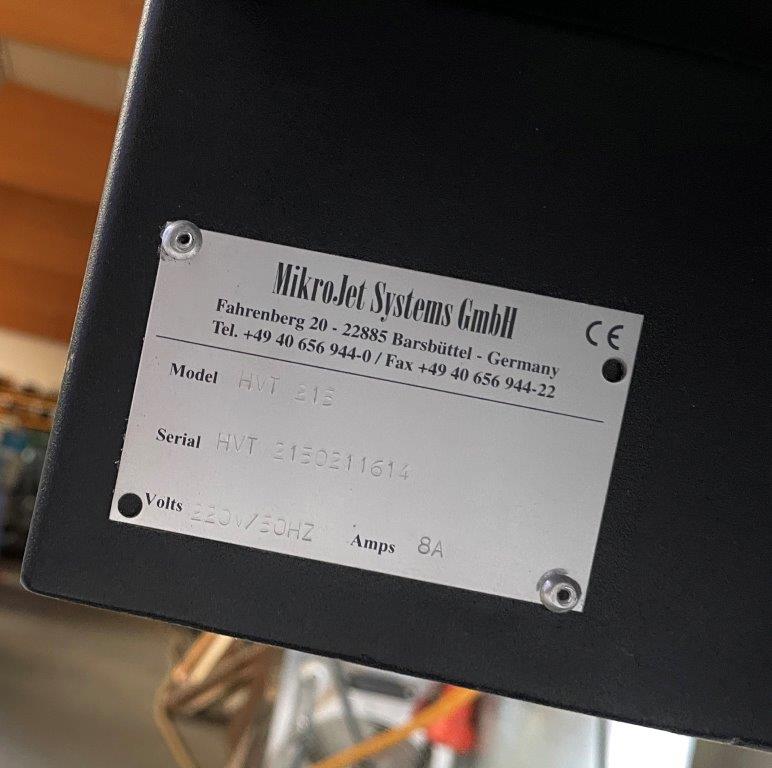 MikroJet Systems GmbH
Fahrenberg 20 - 22885 Barsbüttel - Germany
Tel. +49 40 656 944-0 / Fax +49 40 656 944-22
CE
Model HVT 215
Serial HVT 2150211614
Volts 220V/50HZ Amps 8A